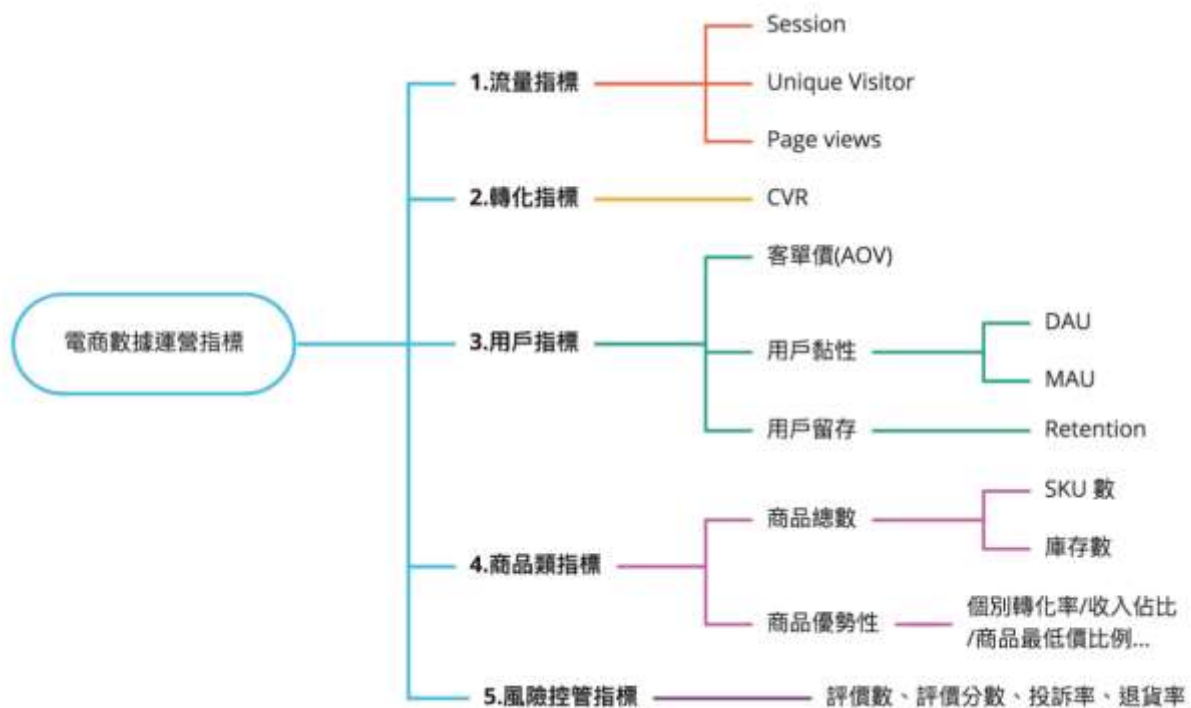 電商數據運營指標
1.流量指標
Session
Unique Visitor
Page views
2.轉化指標
CVR
3.用戶指標
客單價(AOV)
用戶黏性
DAU
MAU
用戶留存
Retention
4.商品類指標
商品總數
SKU 數
庫存數
商品優勢性
個別轉化率/收入佔比
/商品最低價比例...
5.風險控管指標
評價數、評價分數、投訴率、退貨率